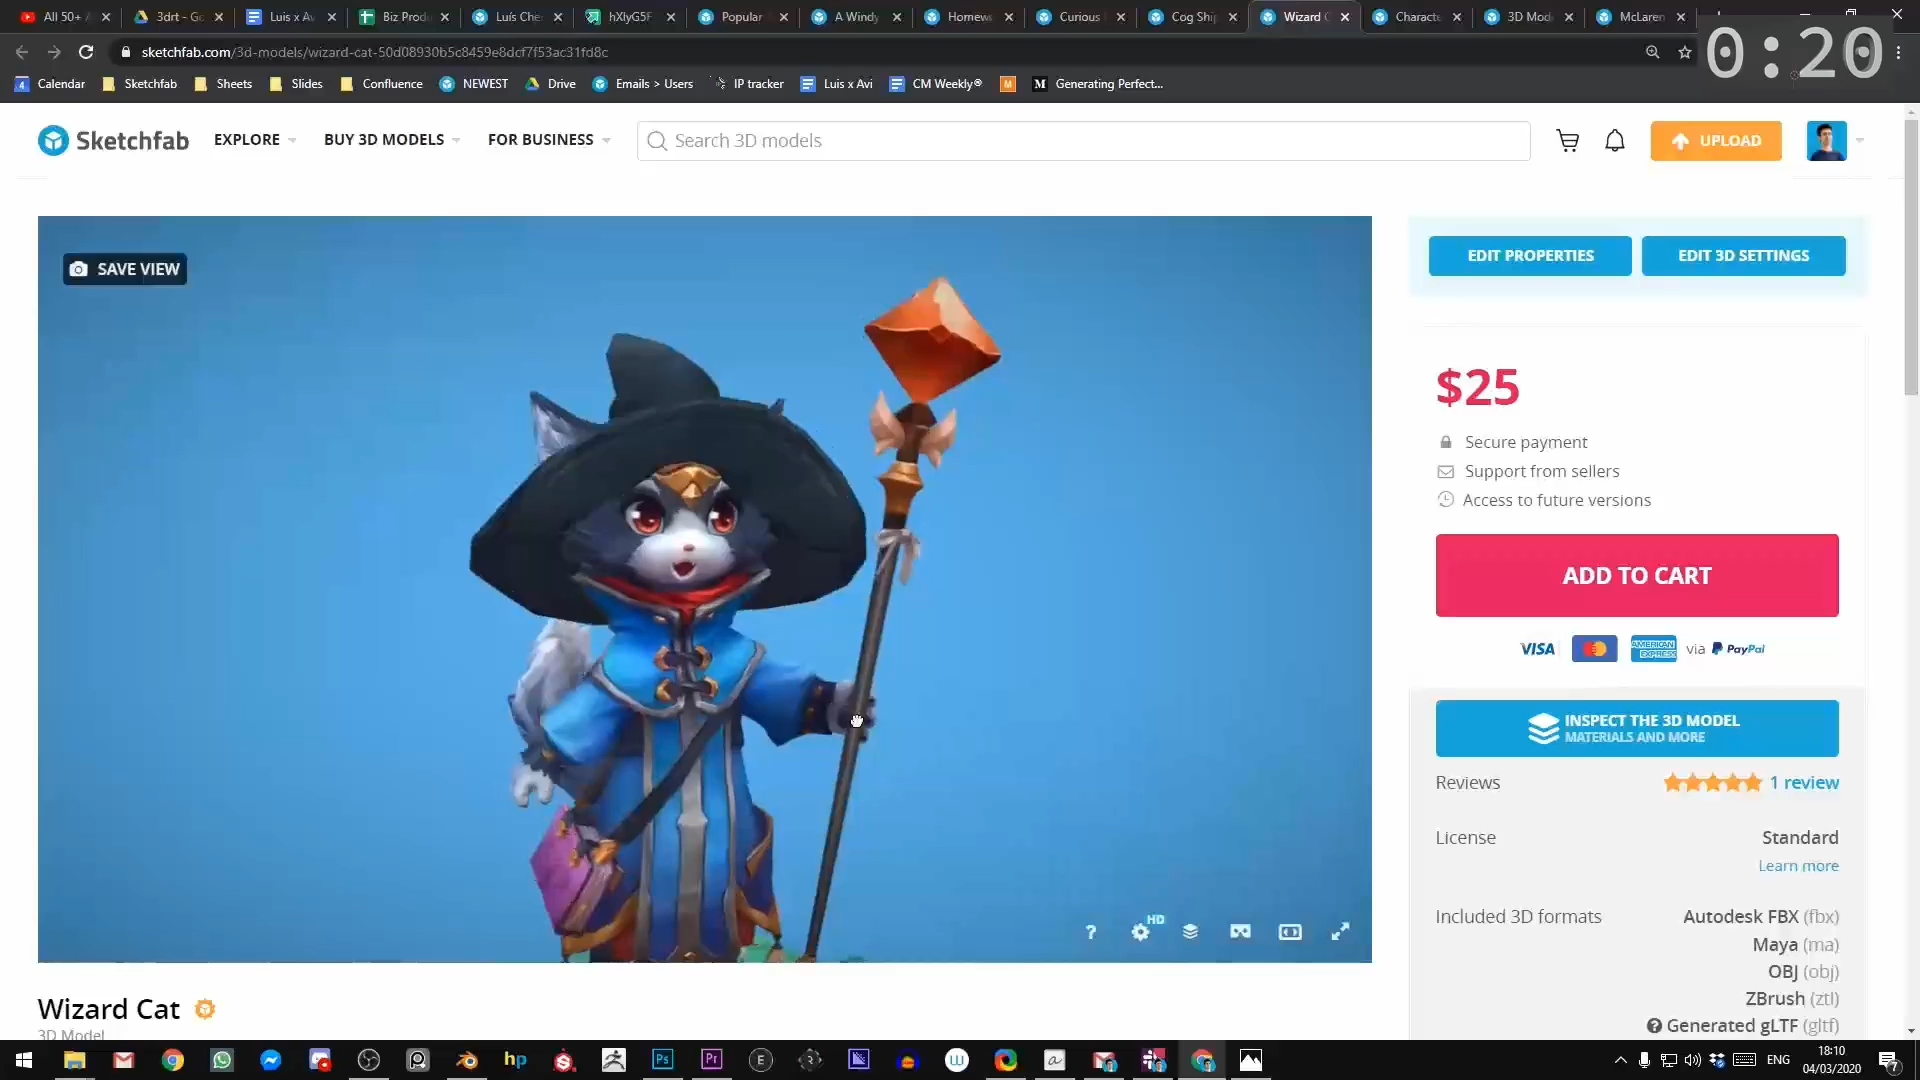 All 50+
3drt - G
Luis x Av
Biz Produ
Luís Che
hXlyG5F
Popular
A Windy
Homew
Curious
Cog Ship
Wizard C
Characte
3D Mod
McLaren
0:20
sketchfab.com/3d-models/wizard-cat-50d08930b5c8459e8dcf7f53ac31fd8c
Calendar
Sketchfab
Sheets
Slides
Confluence
NEWEST
Drive
Emails > Users
IP tracker
Luis x Avi
CM Weekly®
Generating Perfect...
Sketchfab
EXPLORE
BUY 3D MODELS
FOR BUSINESS
Search 3D models
UPLOAD
SAVE VIEW
EDIT PROPERTIES
EDIT 3D SETTINGS
$25
Secure payment
Support from sellers
Access to future versions
ADD TO CART
VISA
AMERICAN EXPRESS
via PayPal
INSPECT THE 3D MODEL
MATERIALS AND MORE
Reviews
1 review
License
Standard
Learn more
Included 3D formats
Autodesk FBX (fbx)
Maya (ma)
OBJ (obj)
ZBrush (ztl)
Generated glTF (gltf)
? HD
Wizard Cat
3D Model
ENG
18:10
04/03/2020